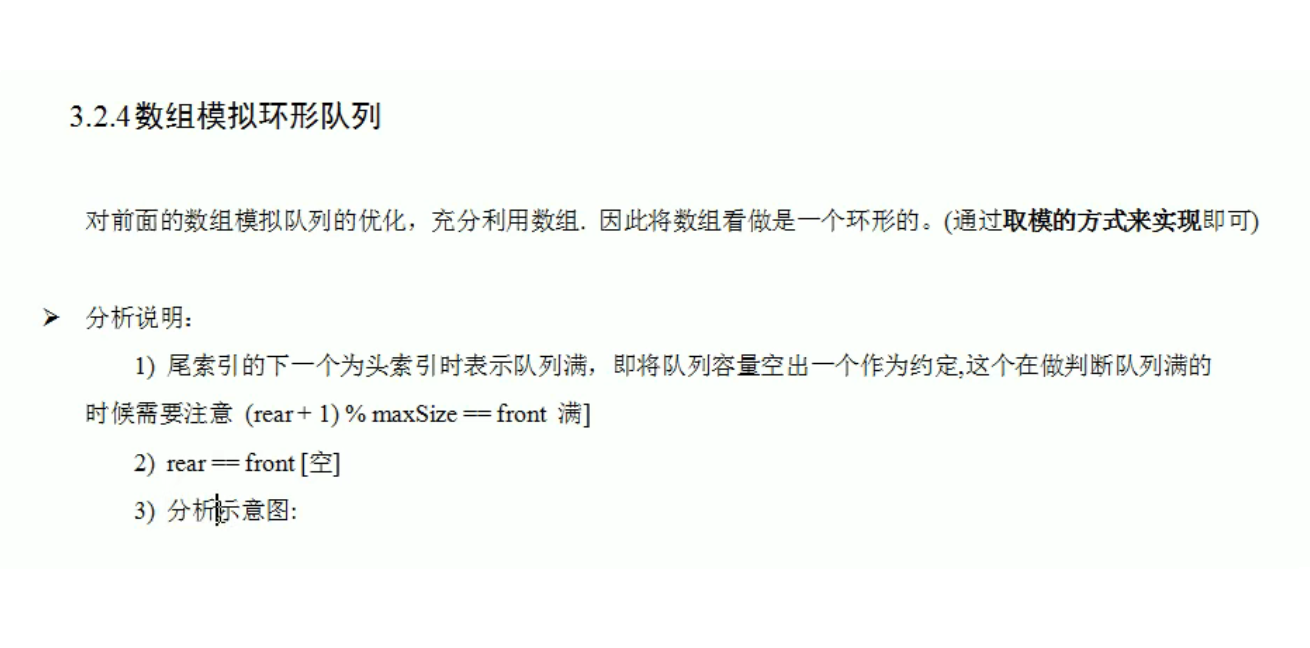 3.2.4数组模拟环形队列
对前面的数组模拟队列的优化，充分利用数组. 因此将数组看做是一个环形的。(通过取模的方式来实现即可)
➢ 分析说明：
1) 尾索引的下一个为头索引时表示队列满，即将队列容量空出一个作为约定,这个在做判断队列满的
时候需要注意 (rear + 1) % maxSize == front 满]
2) rear == front [空]
3) 分析示意图: